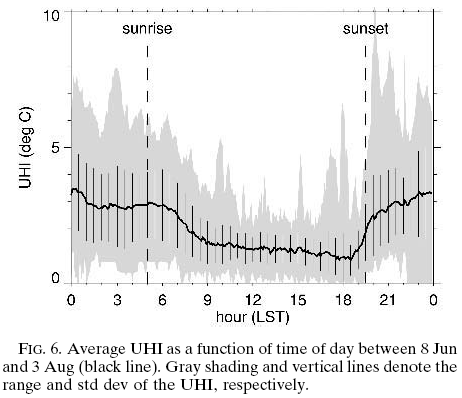 10
sunrise
sunset
5
UHI (deg C)
0
0 3 6 9 12 15 18 21 0
hour (LST)
FIG. 6. Average UHI as a function of time of day between 8 Jun
and 3 Aug (black line). Gray shading and vertical lines denote the
range and std dev of the UHI, respectively.